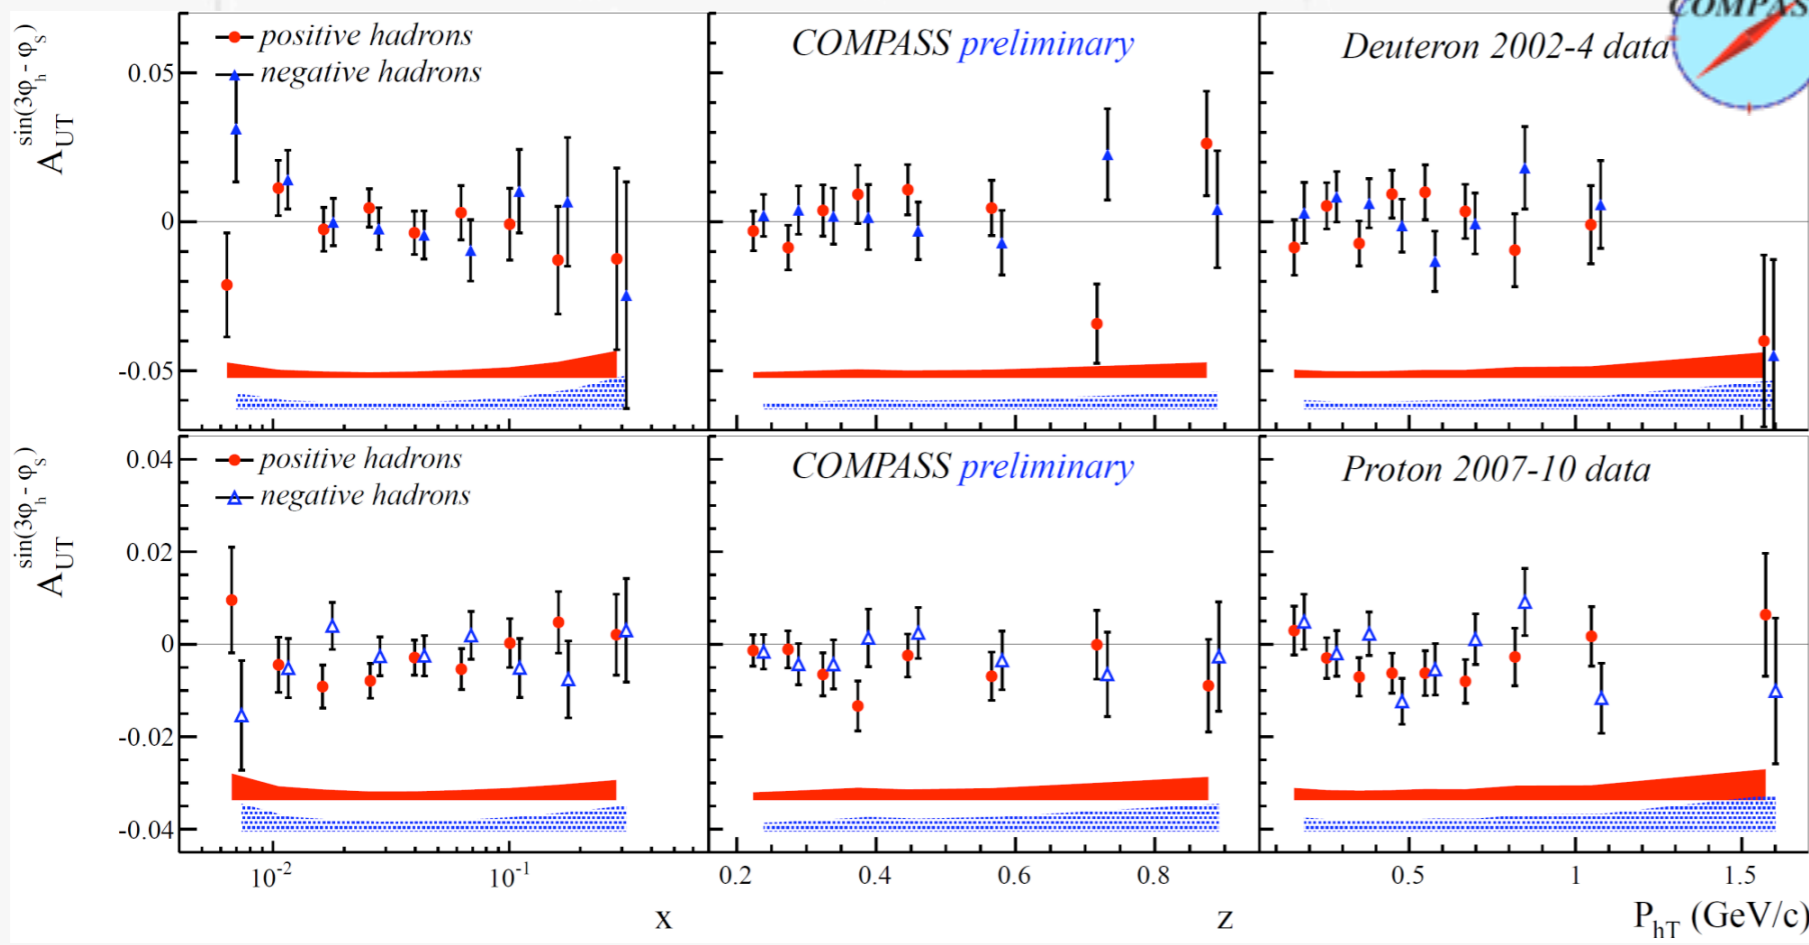 COMPASS
positive hadrons
negative hadrons
COMPASS preliminary
Deuteron 2002-4 data
A_UT^sin(3φ_h - φ_S)
0.05
0
-0.05
positive hadrons
negative hadrons
COMPASS preliminary
Proton 2007-10 data
A_UT^sin(3φ_h - φ_S)
0.04
0.02
0
-0.02
-0.04
10^-2 10^-1
0.2 0.4 0.6 0.8
0.5 1 1.5
x
z
P_hT (GeV/c)